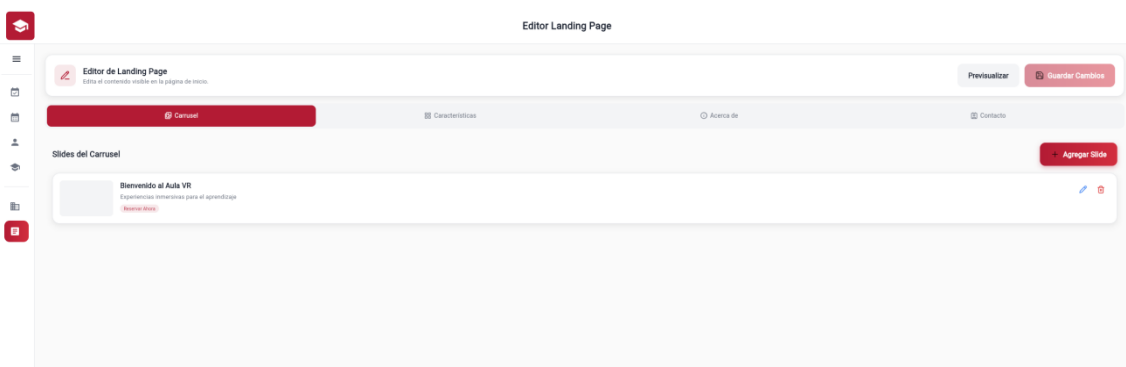 Editor Landing Page
Editor de Landing Page
Edita el contenido visible en la página de inicio.
Previsualizar
Guardar Cambios
Carrusel
Características
Acerca de
Contacto
Slides del Carrusel
+ Agregar Slide
Bienvenido al Aula VR
Experiencias inmersivas para el aprendizaje
Reservar Ahora